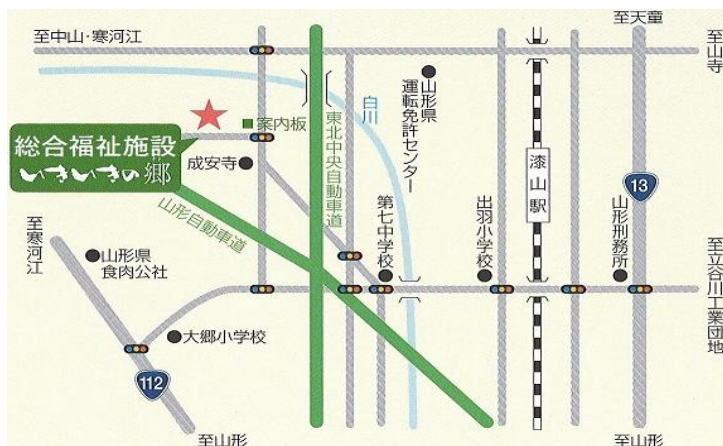 至天童
至中山・寒河江
至山寺
山形県
運転免許センター
白川
案内板
東北中央自動車道
総合福祉施設
いきいきの郷
成安寺
漆山駅
13
山形自動車道
第七中学校
出羽小学校
山形刑務所
至寒河江
山形県
食肉公社
至立谷川工業団地
大郷小学校
112
至山形
至山形